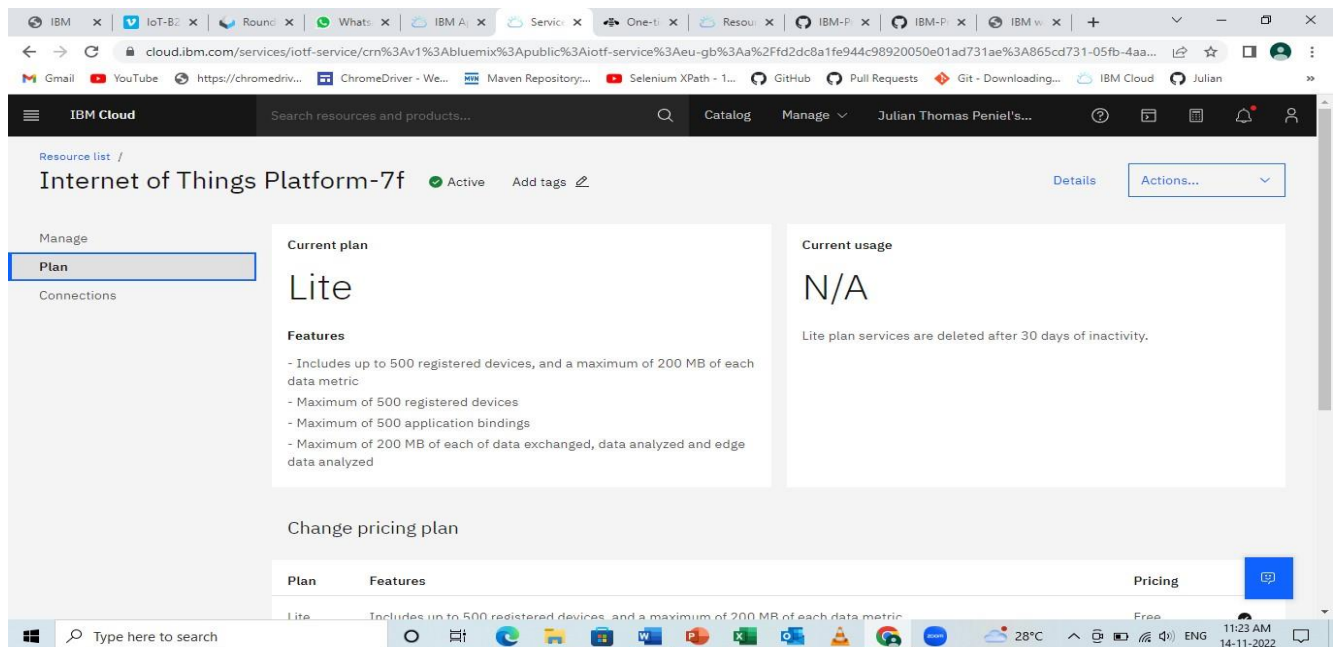 IBM
IoT-B2
Round
Whats
IBM A
Service
One-ti
Resour
IBM-P
IBM-P
IBM w
cloud.ibm.com/services/iotf-service/crn%3Av1%3Abluemix%3Apublic%3Aiotf-service%3Aeu-gb%3Aa%2Ffd2dc8a1fe944c98920050e01ad731ae%3A865cd731-05fb-4aa...
Gmail
YouTube
https://chromedriv...
ChromeDriver - We...
Maven Repository:...
Selenium XPath - 1...
GitHub
Pull Requests
Git - Downloading...
IBM Cloud
Julian
»
IBM Cloud
Search resources and products...
Catalog
Manage
Julian Thomas Peniel's...
Resource list /
Internet of Things Platform-7f
Active
Add tags
Details
Actions...
Manage
Plan
Connections
Current plan
Lite
Features
- Includes up to 500 registered devices, and a maximum of 200 MB of each
data metric
- Maximum of 500 registered devices
- Maximum of 500 application bindings
- Maximum of 200 MB of each of data exchanged, data analyzed and edge
data analyzed
Current usage
N/A
Lite plan services are deleted after 30 days of inactivity.
Change pricing plan
Plan
Features
Pricing
Lite
Includes up to 500 registered devices, and a maximum of 200 MB of each data metric
Free
Type here to search
28°C
ENG
11:23 AM
14-11-2022